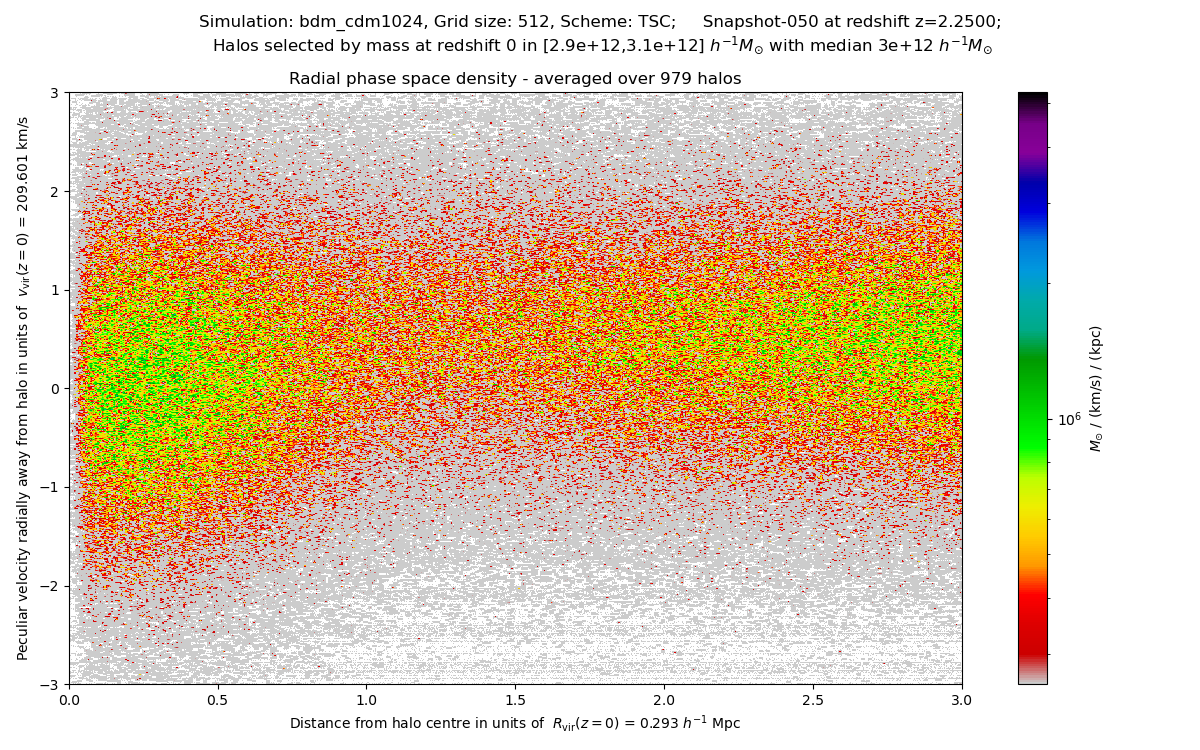 Simulation: bdm_cdm1024, Grid size: 512, Scheme: TSC;     Snapshot-050 at redshift z=2.2500;
Halos selected by mass at redshift 0 in [2.9e+12,3.1e+12] $h^{-1}M_{\odot}$ with median 3e+12 $h^{-1}M_{\odot}$
Radial phase space density - averaged over 979 halos
Peculiar velocity radially away from halo in units of $v_{\rm vir}(z=0)$ = 209.601 km/s
3
2
1
0
−1
−2
−3
0.0 0.5 1.0 1.5 2.0 2.5 3.0
Distance from halo centre in units of $R_{\rm vir}(z=0)$ = 0.293 $h^{-1}$ Mpc
$10^6$
$M_{\odot}$ / (km/s) / (kpc)